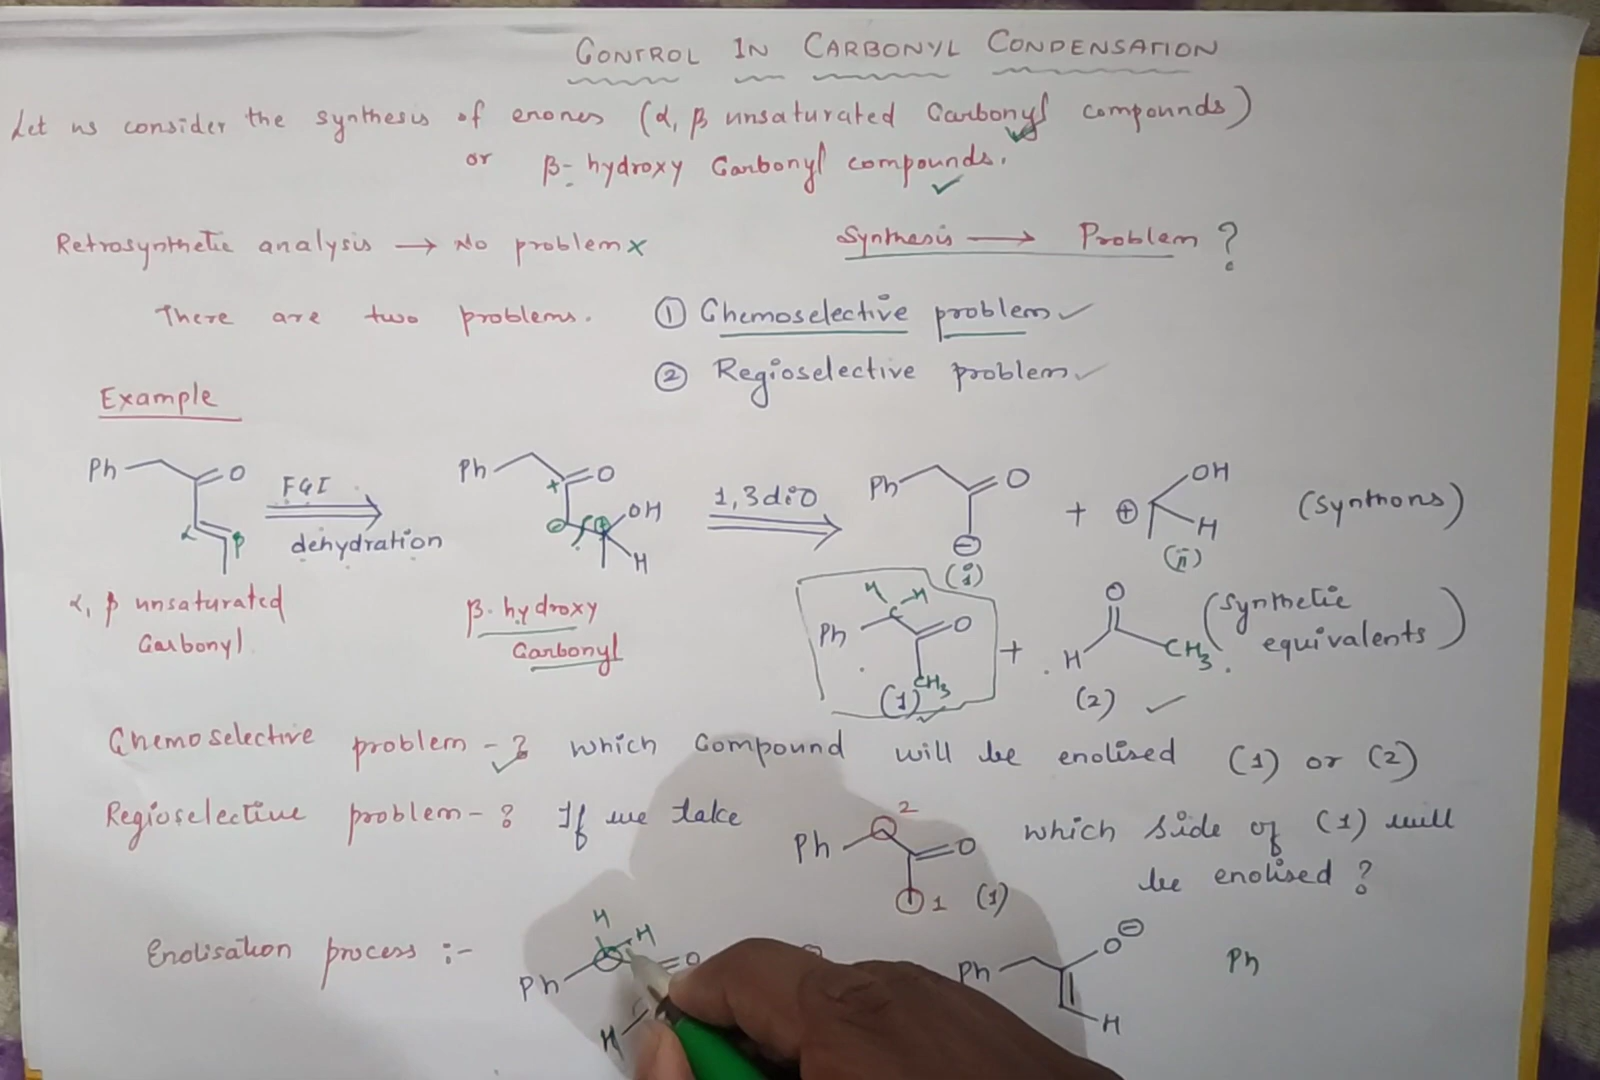 CONTROL IN CARBONYL CONDENSATION
Let us consider the synthesis of enones (α, β unsaturated Carbonyl compounds)
or β- hydroxy Carbonyl compounds.
Retrosynthetic analysis → No problem x Synthesis → Problem ?
There are two problems. ① Chemoselective problem ✓
② Regioselective problem ✓
Example
Ph O FGI dehydration Ph O OH H 1,3 diO Ph O ⊖ + ⊕ OH H (Synthons)
α β + ⊖ ⊕ (i) (ii)
α, β unsaturated Carbonyl β-hydroxy Carbonyl Ph C H H O CH3 (1) + H O CH3 (2) ✓ (Synthetic equivalents)
Chemoselective problem - ? which compound will be enolised (1) or (2)
Regioselective problem - ? If we take Ph 2 O 1 (1) which side of (1) will
be enolised ?
Enolisation process :- Ph H H O H Ph O⊖ H Ph